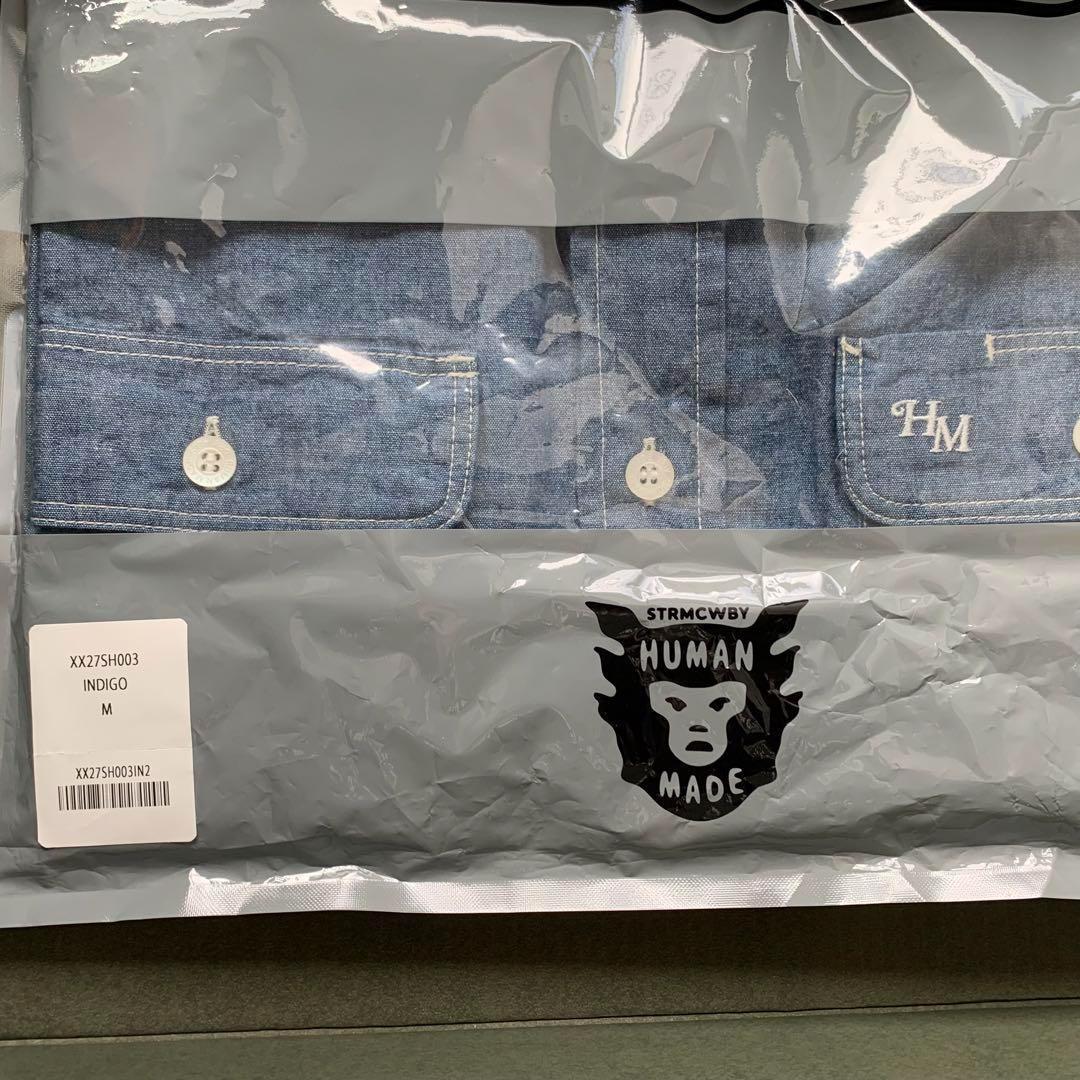 HM
STRMCWBY
HUMAN
MADE
XX27SH003
INDIGO
M
XX27SH003IN2